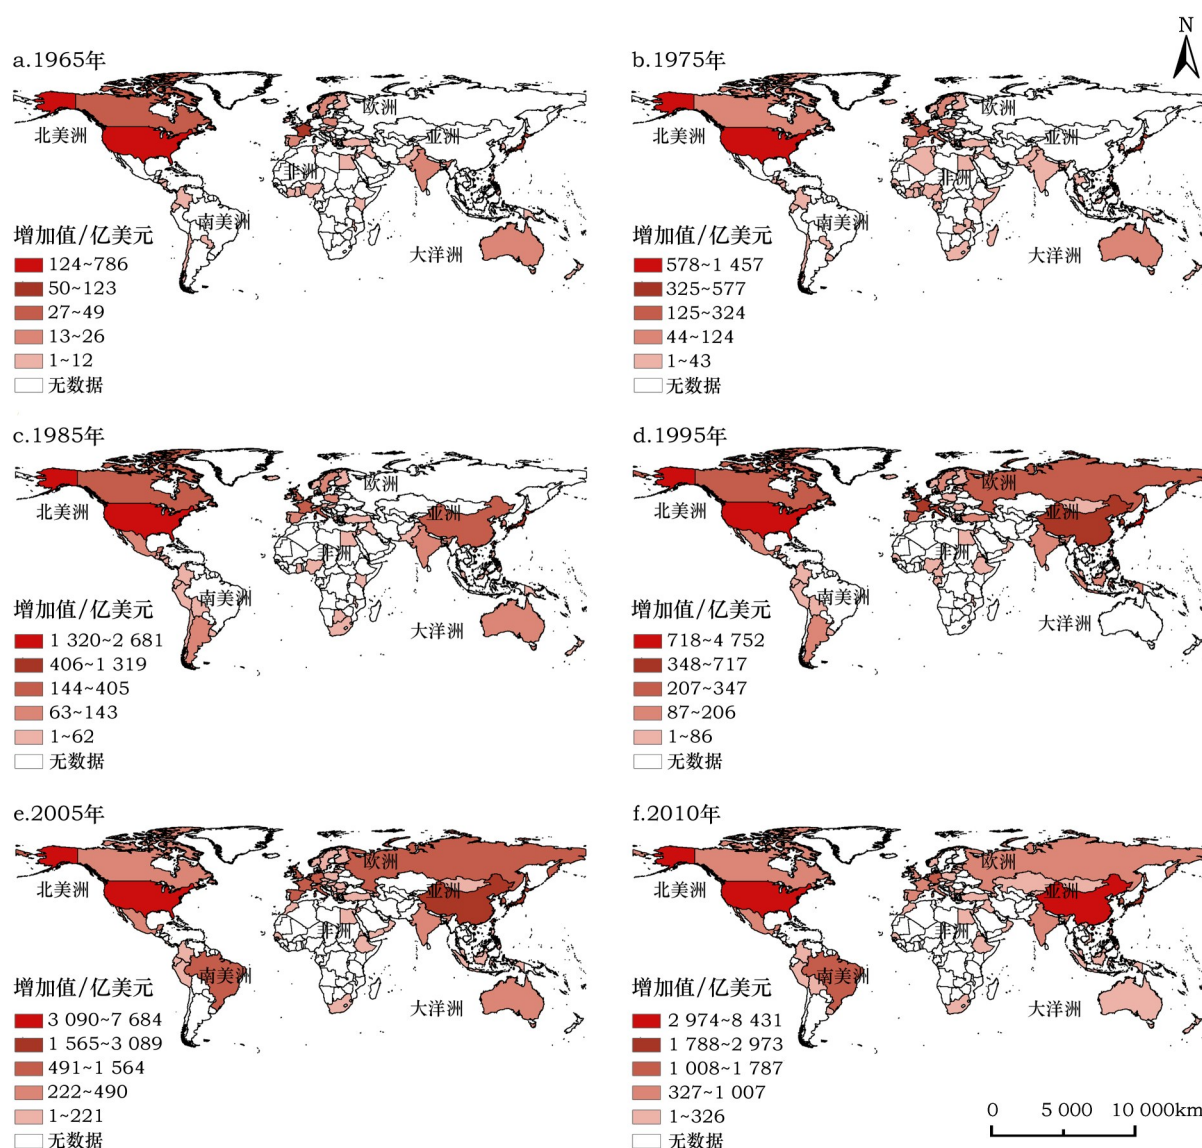 N
a.1965年
北美洲
欧洲
亚洲
非洲
南美洲
大洋洲
增加值/亿美元
124~786
50~123
27~49
13~26
1~12
无数据
b.1975年
北美洲
欧洲
亚洲
非洲
南美洲
大洋洲
增加值/亿美元
578~1 457
325~577
125~324
44~124
1~43
无数据
c.1985年
北美洲
欧洲
亚洲
非洲
南美洲
大洋洲
增加值/亿美元
1 320~2 681
406~1 319
144~405
63~143
1~62
无数据
d.1995年
北美洲
欧洲
亚洲
非洲
南美洲
大洋洲
增加值/亿美元
718~4 752
348~717
207~347
87~206
1~86
无数据
e.2005年
北美洲
欧洲
亚洲
非洲
南美洲
大洋洲
增加值/亿美元
3 090~7 684
1 565~3 089
491~1 564
222~490
1~221
无数据
f.2010年
北美洲
欧洲
亚洲
非洲
南美洲
大洋洲
增加值/亿美元
2 974~8 431
1 788~2 973
1 008~1 787
327~1 007
1~326
无数据
0 5 000 10 000km